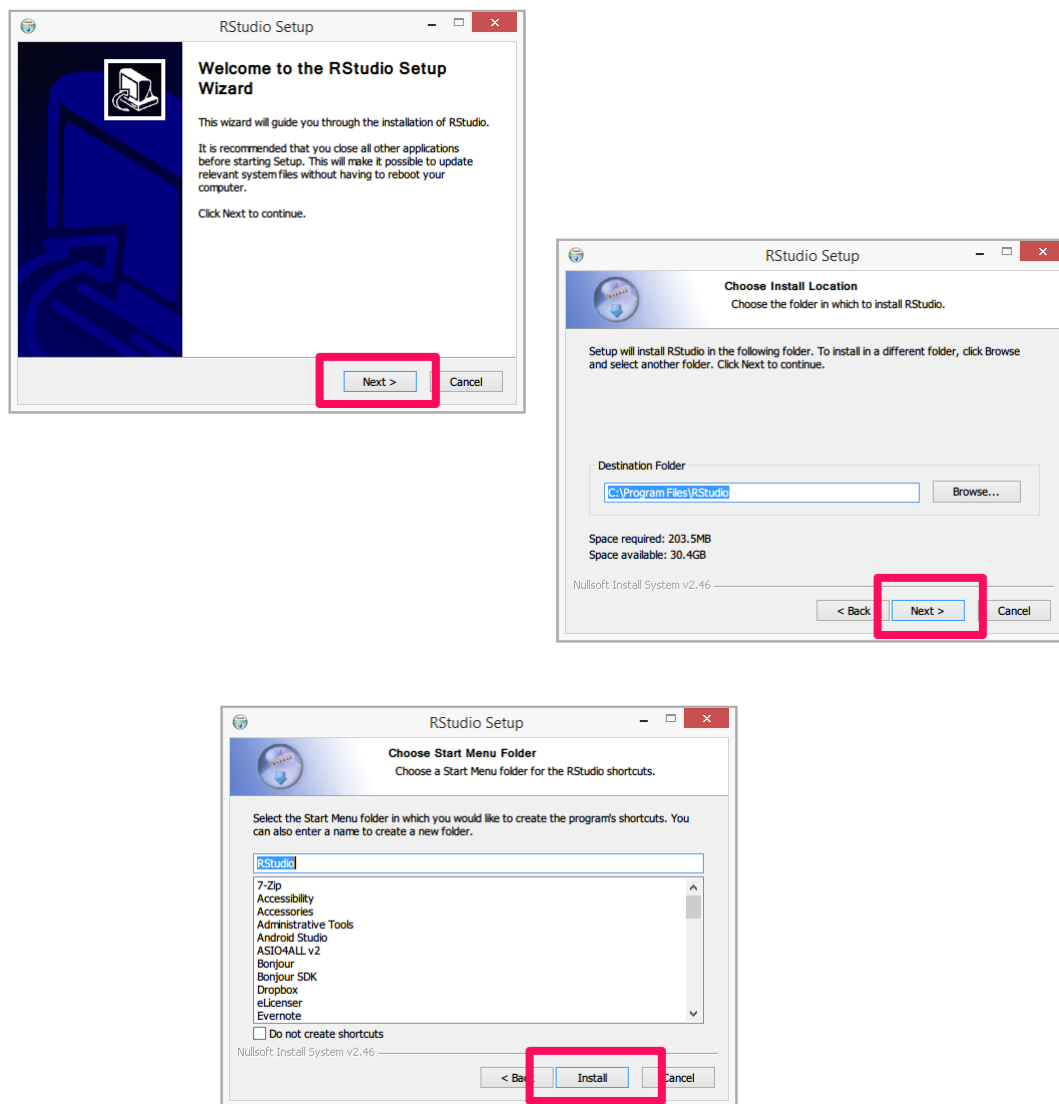 RStudio Setup
Welcome to the RStudio Setup
Wizard
This wizard will guide you through the installation of RStudio.
It is recommended that you close all other applications
before starting Setup. This will make it possible to update
relevant system files without having to reboot your
computer.
Click Next to continue.
Next >
Cancel
RStudio Setup
Choose Install Location
Choose the folder in which to install RStudio.
Setup will install RStudio in the following folder. To install in a different folder, click Browse
and select another folder. Click Next to continue.
Destination Folder
C:\Program Files\RStudio
Browse...
Space required: 203.5MB
Space available: 30.4GB
Nullsoft Install System v2.46
< Back
Next >
Cancel
RStudio Setup
Choose Start Menu Folder
Choose a Start Menu folder for the RStudio shortcuts.
Select the Start Menu folder in which you would like to create the program's shortcuts. You
can also enter a name to create a new folder.
RStudio
7-Zip
Accessibility
Accessories
Administrative Tools
Android Studio
ASIO4ALL v2
Bonjour
Bonjour SDK
Dropbox
eLicenser
Evernote
Do not create shortcuts
Nullsoft Install System v2.46
< Back
Install
Cancel